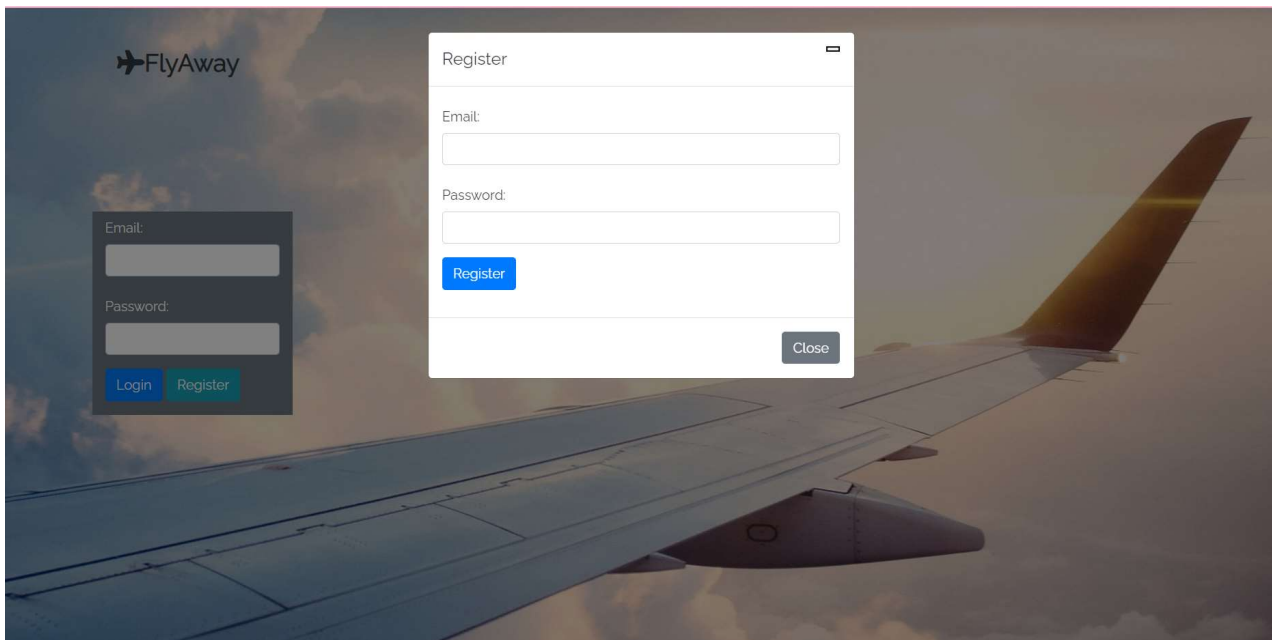 FlyAway
Register
Email:
Password:
Register
Close
Email:
Password:
Login Register